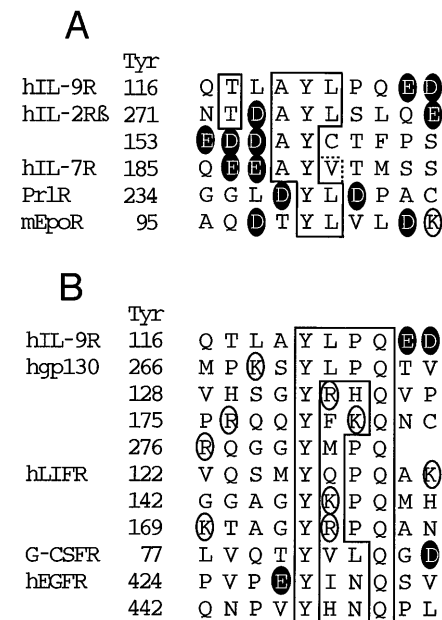 A
Tyr
hIL-9R 116 Q T L A Y L P Q E D
hIL-2Rß 271 N T D A Y L S L Q E
153 E D D A Y C T F P S
hIL-7R 185 Q E E A Y V T M S S
PrlR 234 G G L D Y L D P A C
mEpoR 95 A Q D T Y L V L D K
B
Tyr
hIL-9R 116 Q T L A Y L P Q E D
hgp130 266 M P K S Y L P Q T V
128 V H S G Y R H Q V P
175 P R Q Q Y F K Q N C
276 R Q G G Y M P Q
hLIFR 122 V Q S M Y Q P Q A K
142 G G A G Y K P Q M H
169 K T A G Y R P Q A N
G-CSFR 77 L V Q T Y V L Q G D
hEGFR 424 P V P E Y I N Q S V
442 Q N P V Y H N Q P L